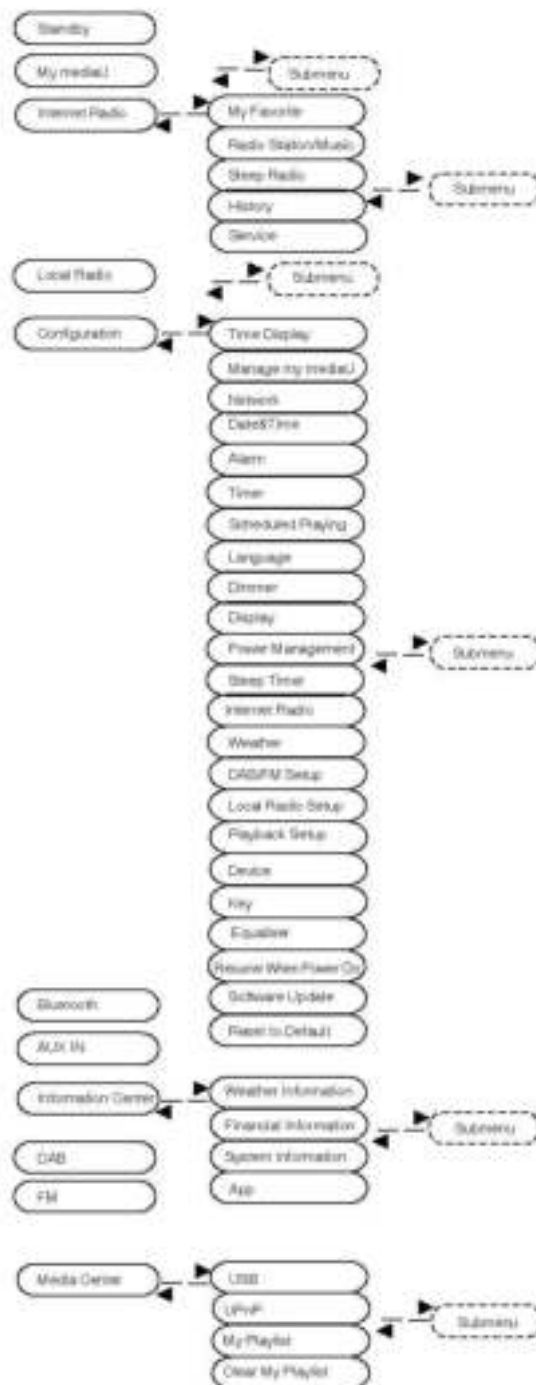 Standby
My mediaU
Submenu
Internet Radio
My Favorite
Radio Station/Music
Sleep Radio
Submenu
History
Service
Local Radio
Submenu
Configuration
Time Display
Manage my mediaU
Network
Date&Time
Alarm
Timer
Scheduled Playing
Language
Dimmer
Display
Power Management
Submenu
Sleep Timer
Internet Radio
Weather
DAB/FM Setup
Local Radio Setup
Playback Setup
Device
Key
Equaliser
Resume When Power On
Software Update
Bluetooth
Reset to Default
AUX IN
Information Center
Weather Information
Financial Information
Submenu
System Information
DAB
App
FM
Media Center
USB
UPnP
Submenu
My Playlist
Clear My Playlist